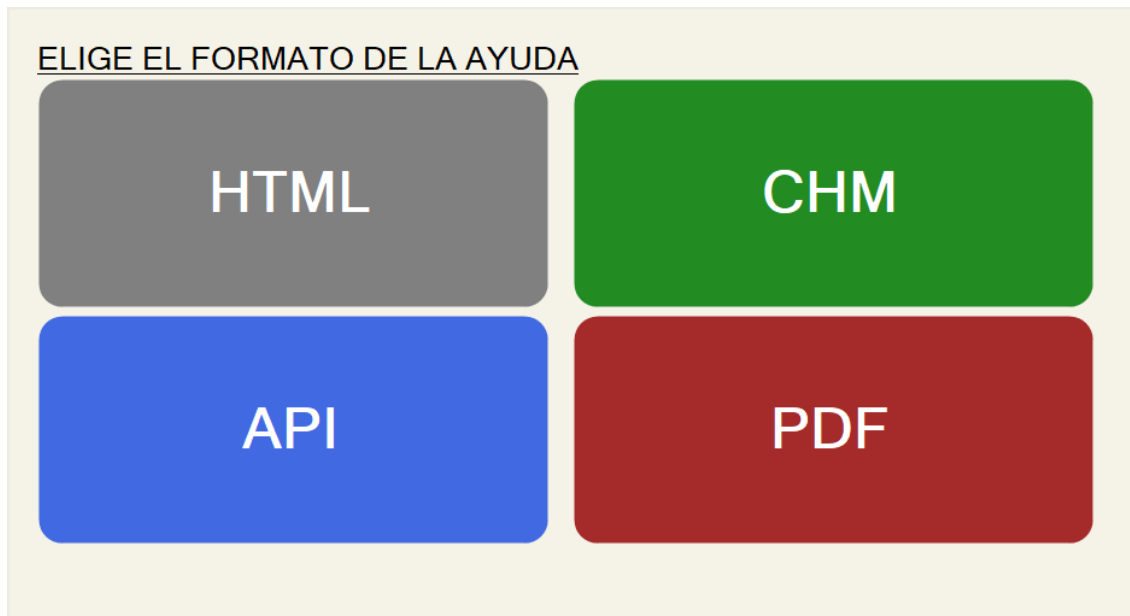 ELIGE EL FORMATO DE LA AYUDA
HTML
CHM
API
PDF